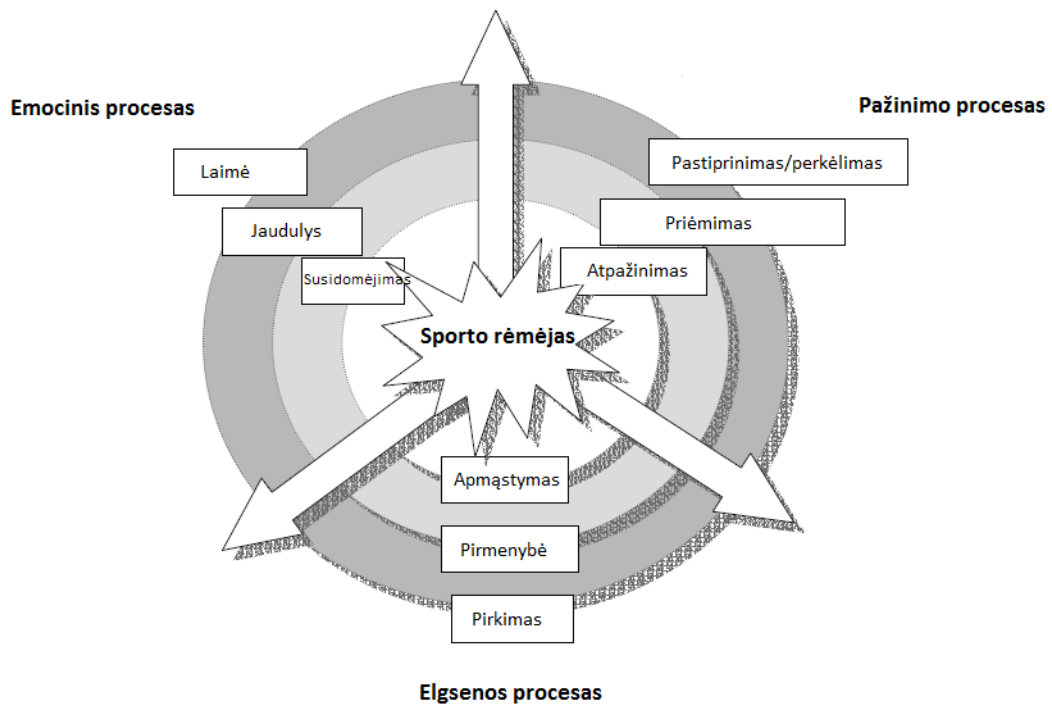 Emocinis procesas
Pažinimo procesas
Laimė
Jaudulys
Susidomėjimas
Pastiprinimas/perkėlimas
Priėmimas
Atpažinimas
Sporto rėmėjas
Apmąstymas
Pirmenybė
Pirkimas
Elgsenos procesas